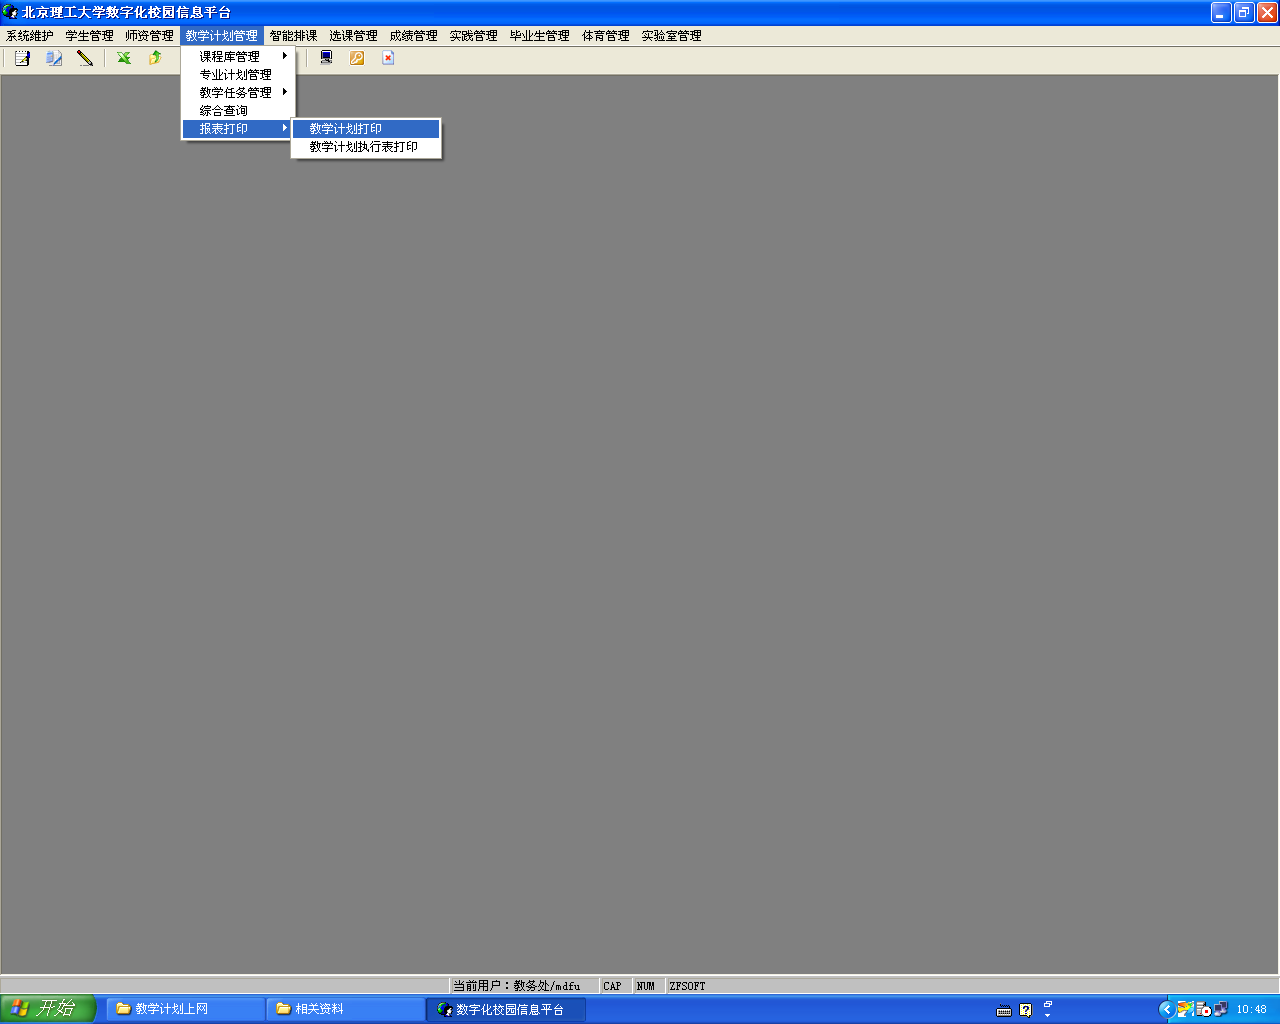 北京理工大学数字化校园信息平台
系统维护 学生管理 师资管理 教学计划管理 智能排课 选课管理 成绩管理 实践管理 毕业生管理 体育管理 实验室管理
课程库管理
专业计划管理
教学任务管理
综合查询
报表打印
教学计划打印
教学计划执行表打印
当前用户：教务处/mdfu CAP NUM ZFSOFT
开始 教学计划上网 相关资料 数字化校园信息平台 10:48